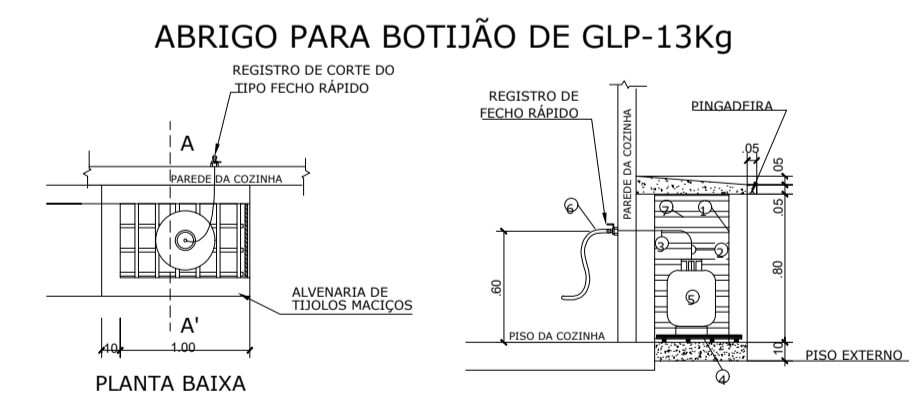 ABRIGO PARA BOTIJÃO DE GLP-13Kg
REGISTRO DE CORTE DO
TIPO FECHO RÁPIDO
A
PAREDE DA COZINHA
ALVENARIA DE
TIJOLOS MACIÇOS
A'
.10
1.00
PLANTA BAIXA
REGISTRO DE
FECHO RÁPIDO
PAREDE DA COZINHA
PINGADEIRA
.05
.05
.05
6
7
1
3
2
5
.60
.80
PISO DA COZINHA
.10
PISO EXTERNO
4